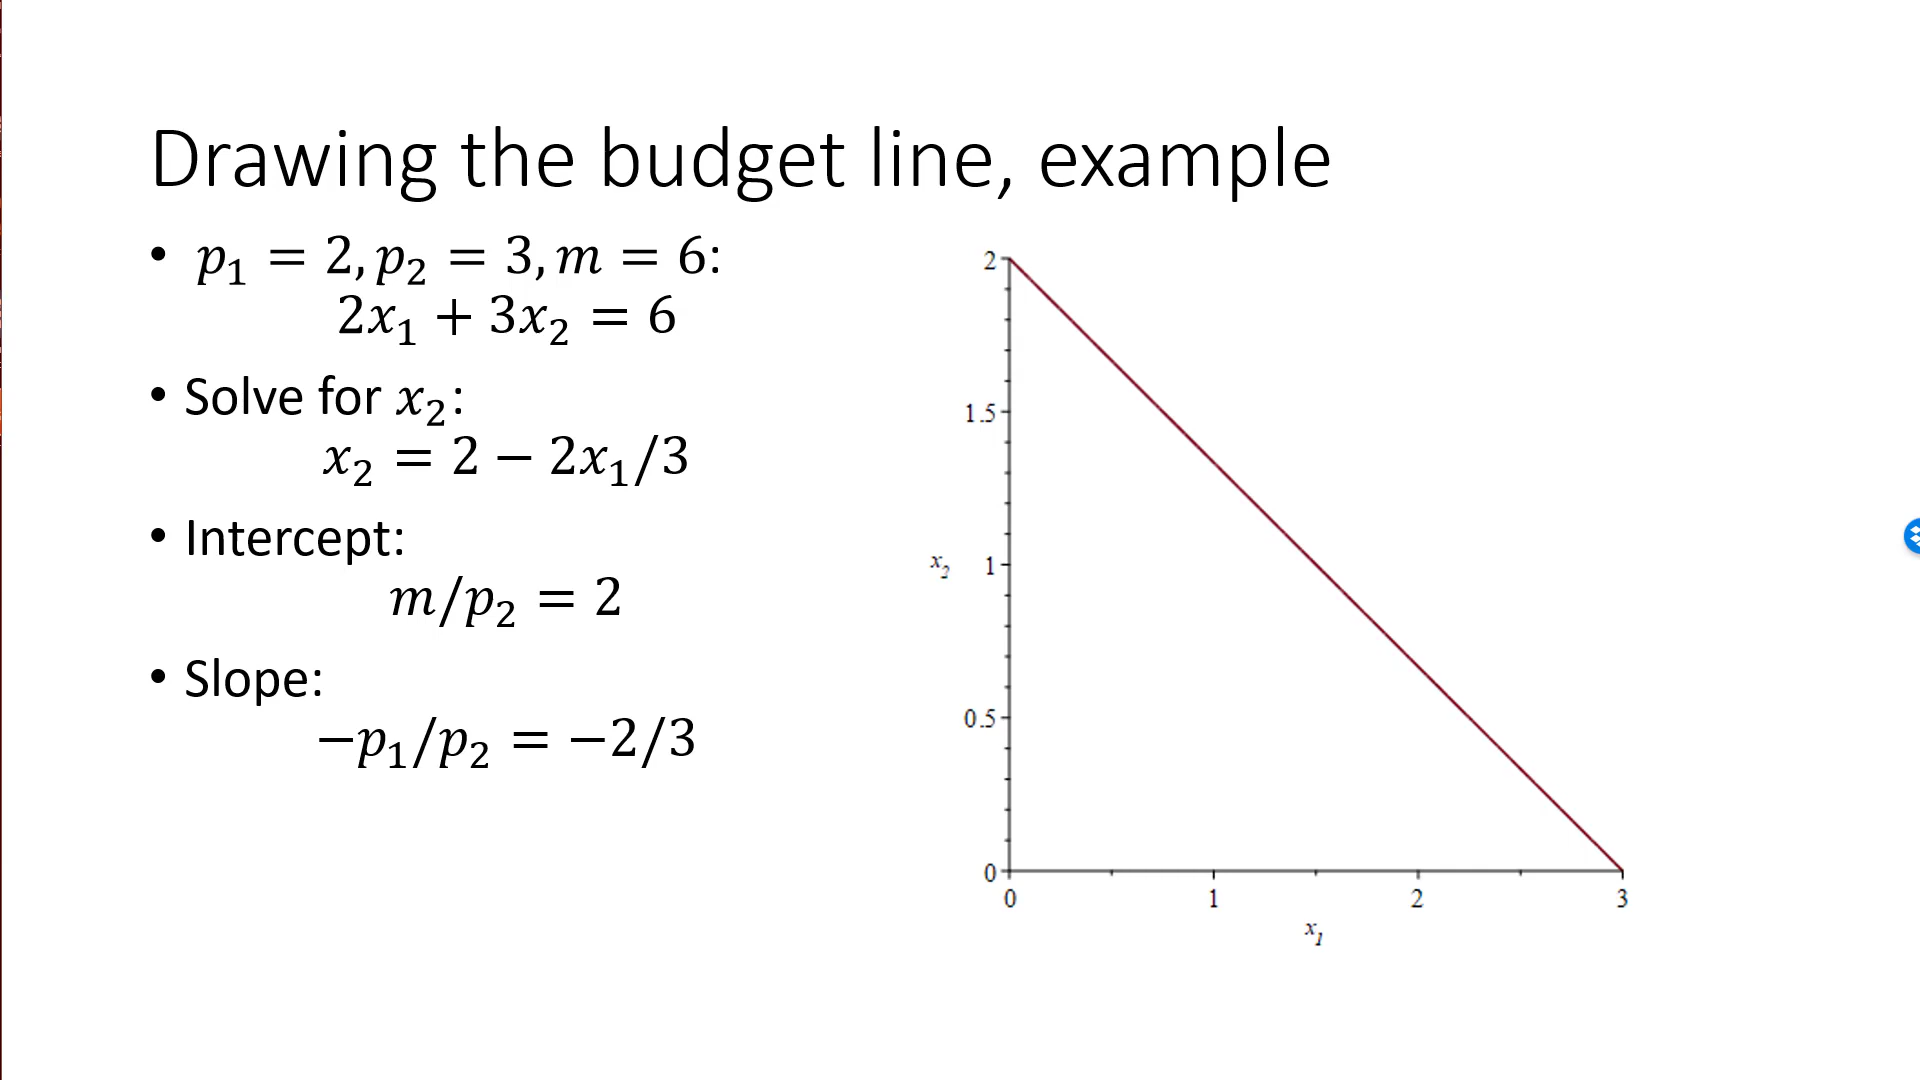 Drawing the budget line, example
• p₁ = 2, p₂ = 3, m = 6:
2x₁ + 3x₂ = 6
• Solve for x₂:
x₂ = 2 − 2x₁/3
• Intercept:
m/p₂ = 2
• Slope:
−p₁/p₂ = −2/3
2
1.5
x₂ 1
0.5
0
0 1 2 3
x₁